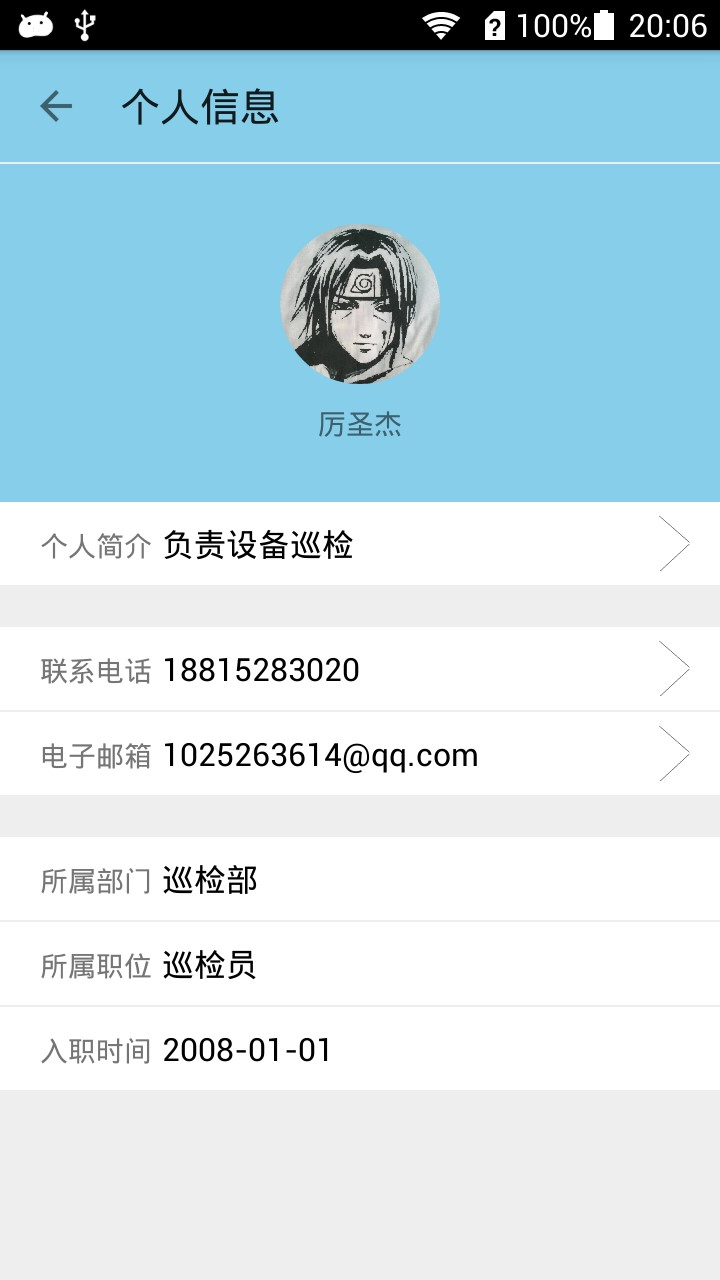 100% 20:06
个人信息
厉圣杰
个人简介 负责设备巡检
联系电话 18815283020
电子邮箱 1025263614@qq.com
所属部门 巡检部
所属职位 巡检员
入职时间 2008-01-01